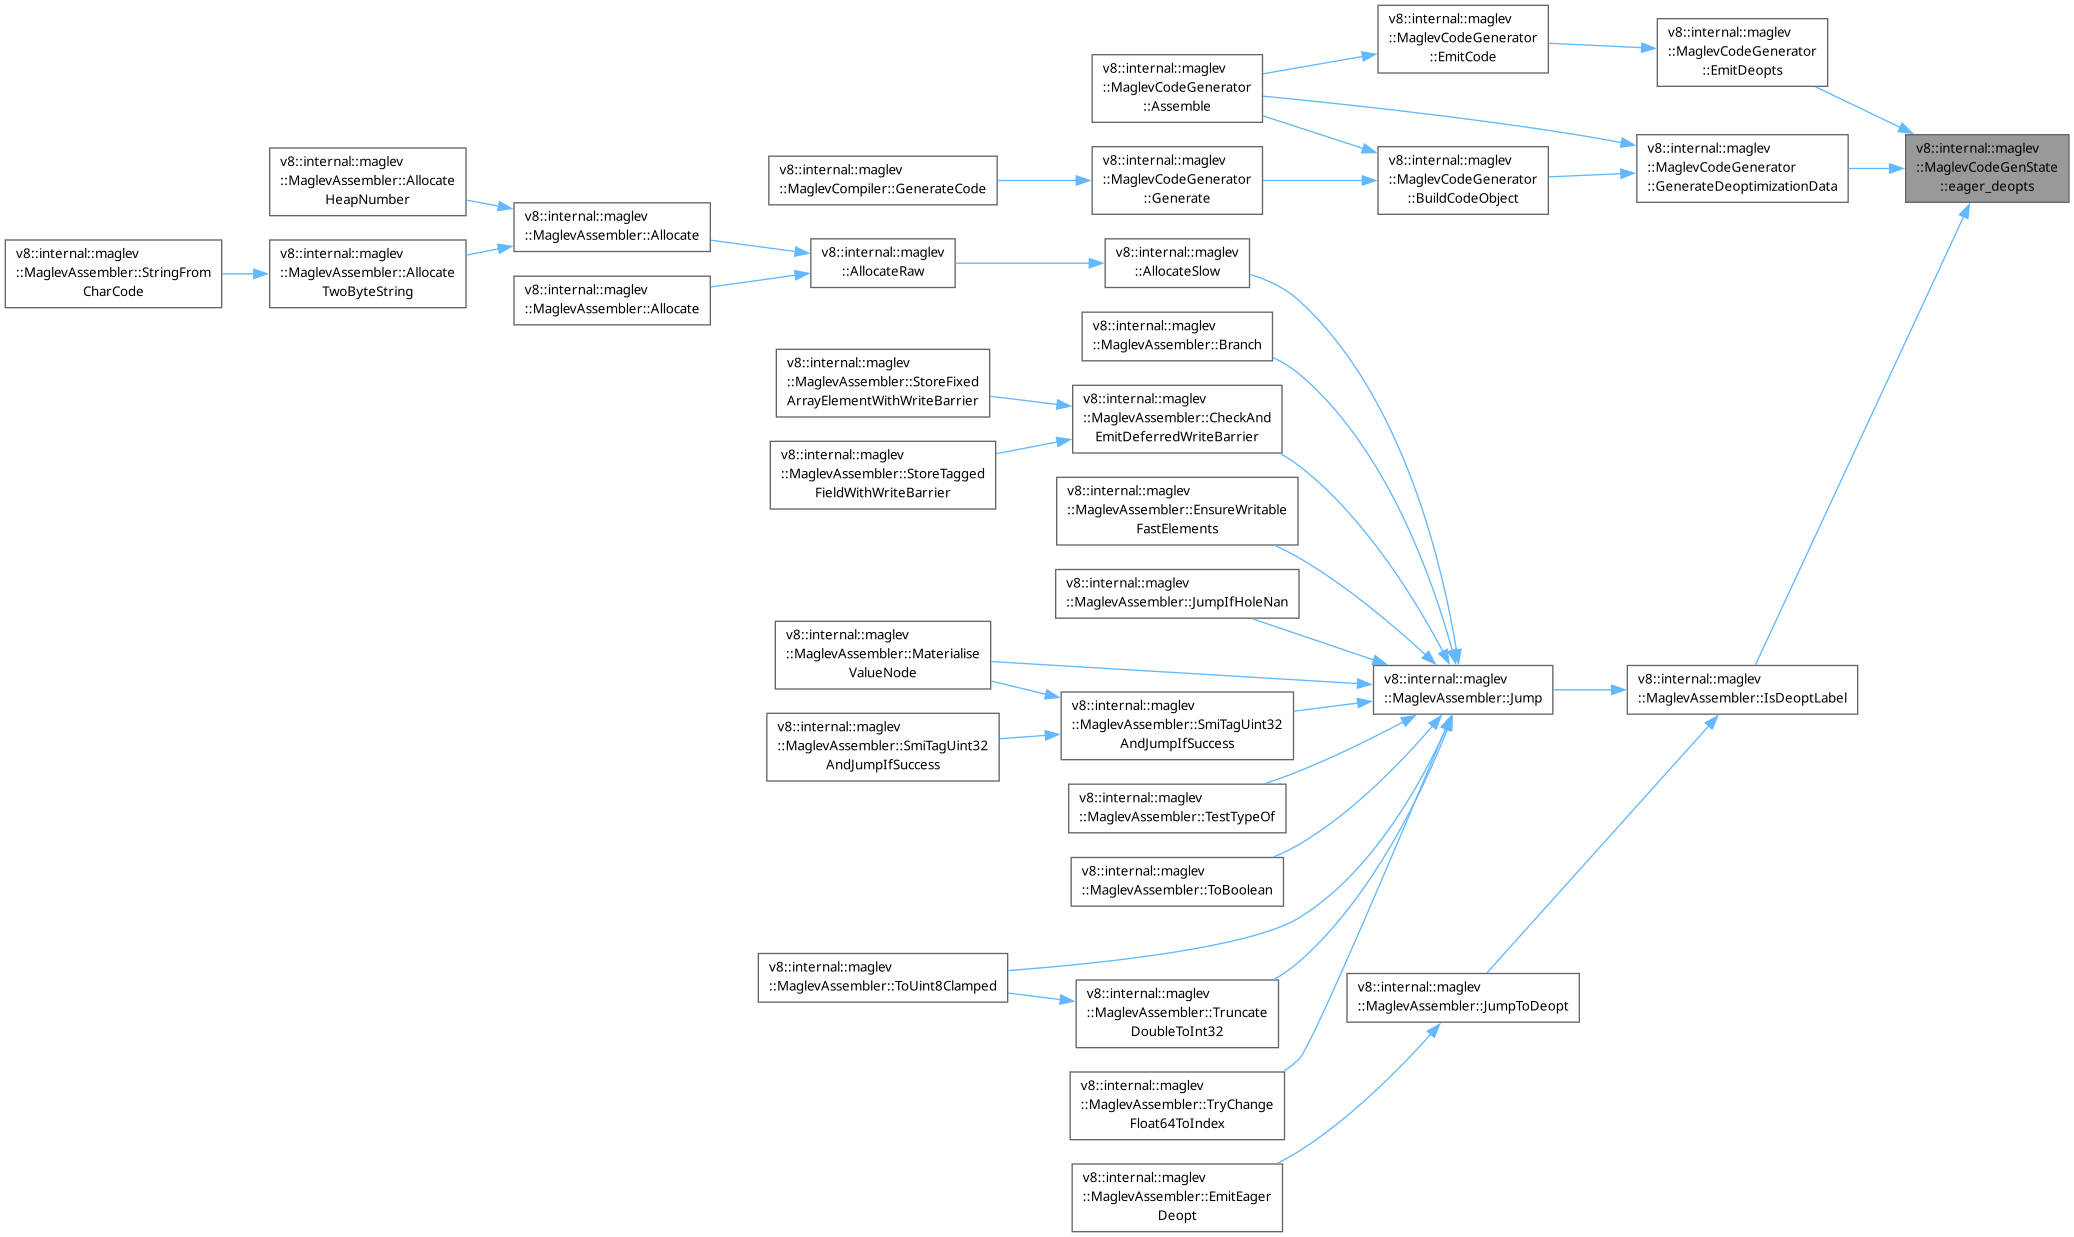 v8::internal::maglev
::MaglevCodeGenerator
::EmitCode
v8::internal::maglev
::MaglevCodeGenerator
::EmitDeopts
v8::internal::maglev
::MaglevCodeGenerator
::Assemble
v8::internal::maglev
::MaglevCodeGenState
::eager_deopts
v8::internal::maglev
::MaglevCodeGenerator
::GenerateDeoptimizationData
v8::internal::maglev
::MaglevCodeGenerator
::BuildCodeObject
v8::internal::maglev
::MaglevCodeGenerator
::Generate
v8::internal::maglev
::MaglevCompiler::GenerateCode
v8::internal::maglev
::MaglevAssembler::Allocate
HeapNumber
v8::internal::maglev
::MaglevAssembler::Allocate
v8::internal::maglev
::MaglevAssembler::StringFrom
CharCode
v8::internal::maglev
::MaglevAssembler::Allocate
TwoByteString
v8::internal::maglev
::AllocateRaw
v8::internal::maglev
::AllocateSlow
v8::internal::maglev
::MaglevAssembler::Allocate
v8::internal::maglev
::MaglevAssembler::Branch
v8::internal::maglev
::MaglevAssembler::StoreFixed
ArrayElementWithWriteBarrier
v8::internal::maglev
::MaglevAssembler::CheckAnd
EmitDeferredWriteBarrier
v8::internal::maglev
::MaglevAssembler::StoreTagged
FieldWithWriteBarrier
v8::internal::maglev
::MaglevAssembler::EnsureWritable
FastElements
v8::internal::maglev
::MaglevAssembler::JumpIfHoleNan
v8::internal::maglev
::MaglevAssembler::Materialise
ValueNode
v8::internal::maglev
::MaglevAssembler::Jump
v8::internal::maglev
::MaglevAssembler::IsDeoptLabel
v8::internal::maglev
::MaglevAssembler::SmiTagUint32
AndJumpIfSuccess
v8::internal::maglev
::MaglevAssembler::SmiTagUint32
AndJumpIfSuccess
v8::internal::maglev
::MaglevAssembler::TestTypeOf
v8::internal::maglev
::MaglevAssembler::ToBoolean
v8::internal::maglev
::MaglevAssembler::ToUint8Clamped
v8::internal::maglev
::MaglevAssembler::Truncate
DoubleToInt32
v8::internal::maglev
::MaglevAssembler::JumpToDeopt
v8::internal::maglev
::MaglevAssembler::TryChange
Float64ToIndex
v8::internal::maglev
::MaglevAssembler::EmitEager
Deopt